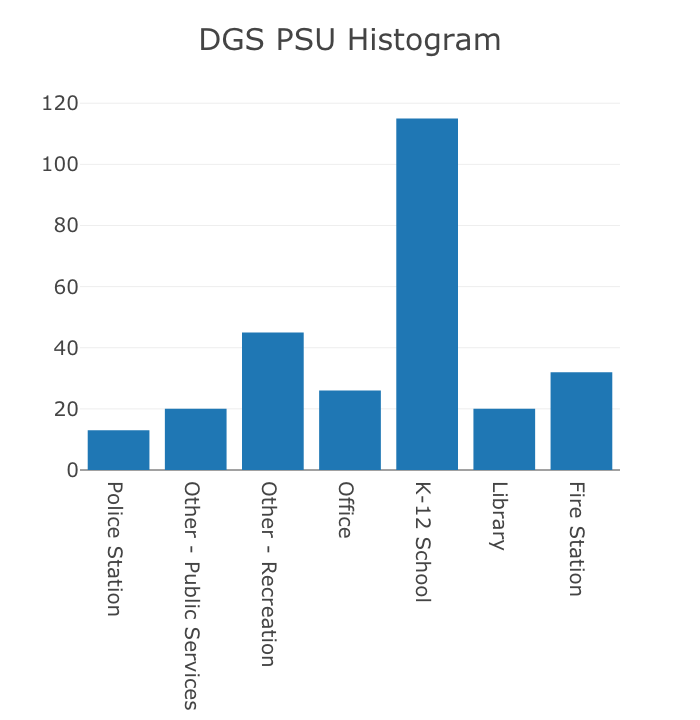 DGS PSU Histogram
120
100
80
60
40
20
0
Police Station
Other - Public Services
Other - Recreation
Office
K-12 School
Library
Fire Station